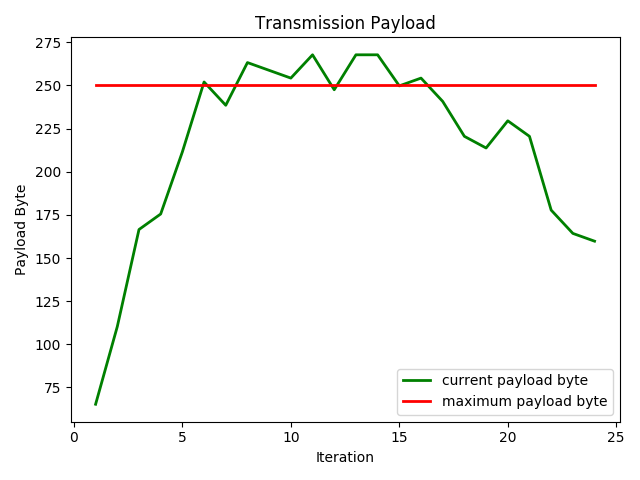 Transmission Payload
Payload Byte
275
250
225
200
175
150
125
100
75
0 5 10 15 20 25
Iteration
current payload byte
maximum payload byte